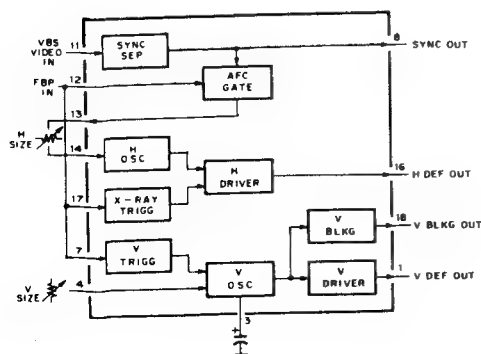 VBS
VIDEO
IN
11
SYNC
SEP
8
SYNC OUT
FBP
IN
12
AFC
GATE
13
H
SIZE
14
H
OSC
H
DRIVER
16
H DEF OUT
17
X-RAY
TRIGG
V
BLKG
18
V BLKG OUT
7
V
TRIGG
V
SIZE
4
V
OSC
V
DRIVER
1
V DEF OUT
3
+